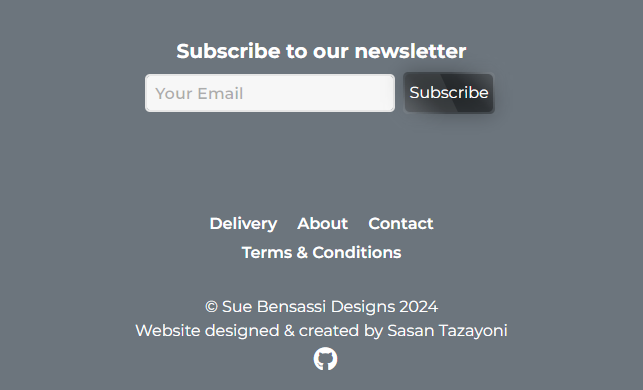 Subscribe to our newsletter
Your Email Subscribe
Delivery About Contact
Terms & Conditions
© Sue Bensassi Designs 2024
Website designed & created by Sasan Tazayoni